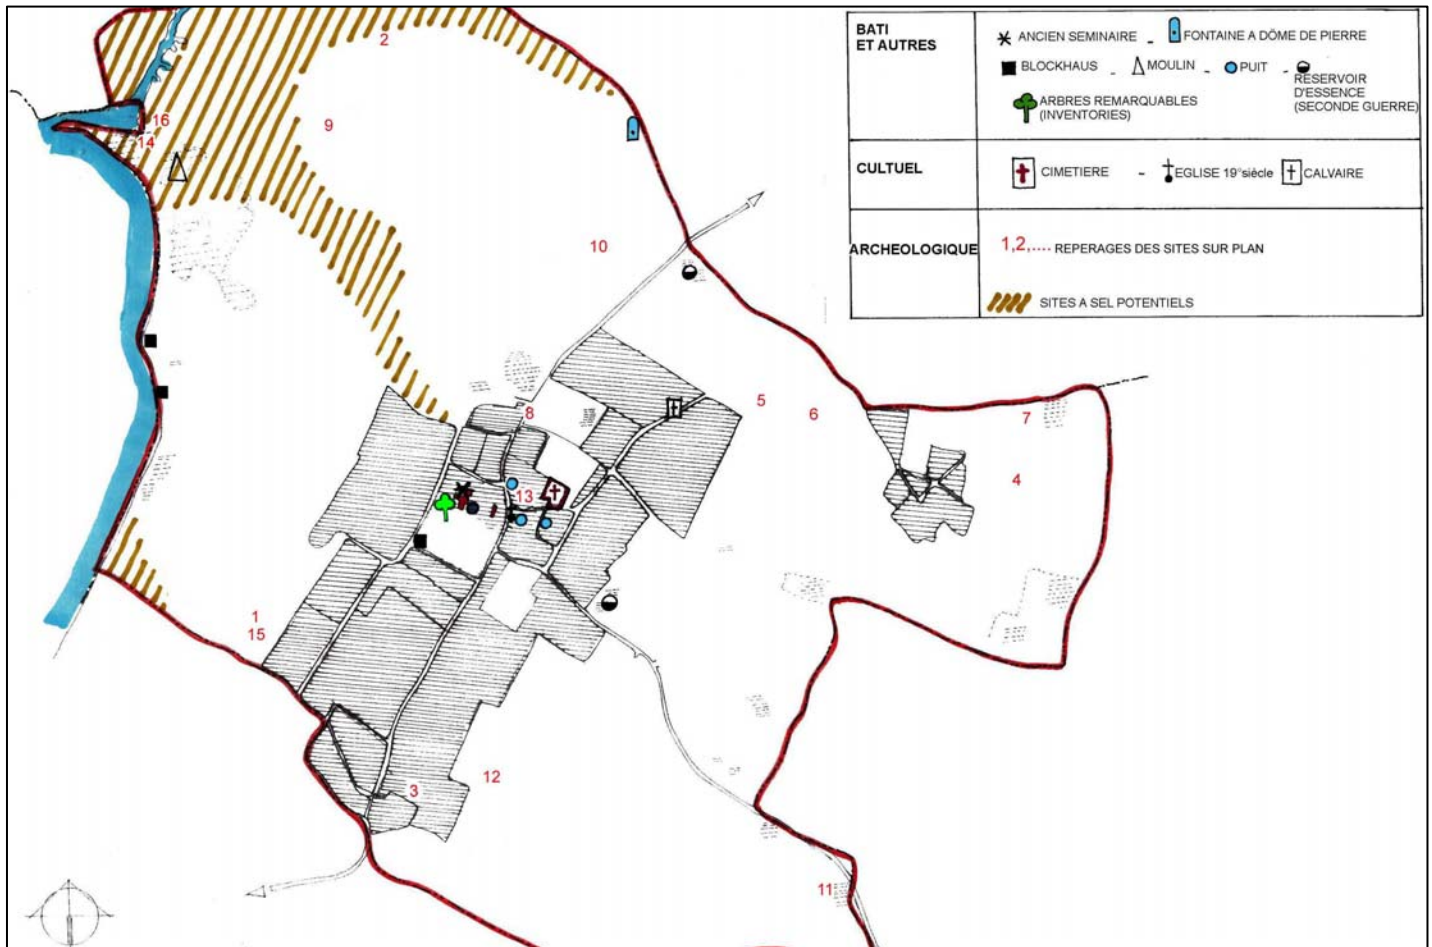 BATI
ET AUTRES
ANCIEN SEMINAIRE - FONTAINE A DÖME DE PIERRE
BLOCKHAUS - MOULIN - PUIT -
RESERVOIR
D'ESSENCE
(SECONDE GUERRE)
ARBRES REMARQUABLES
(INVENTORIES)
CULTUEL
CIMETIERE - EGLISE 19°siécle CALVAIRE
ARCHEOLOGIQUE
1,2,.... REPERAGES DES SITES SUR PLAN
SITES A SEL POTENTIELS
2
9
16
14
10
5
6
7
8
4
13
1
15
12
3
11